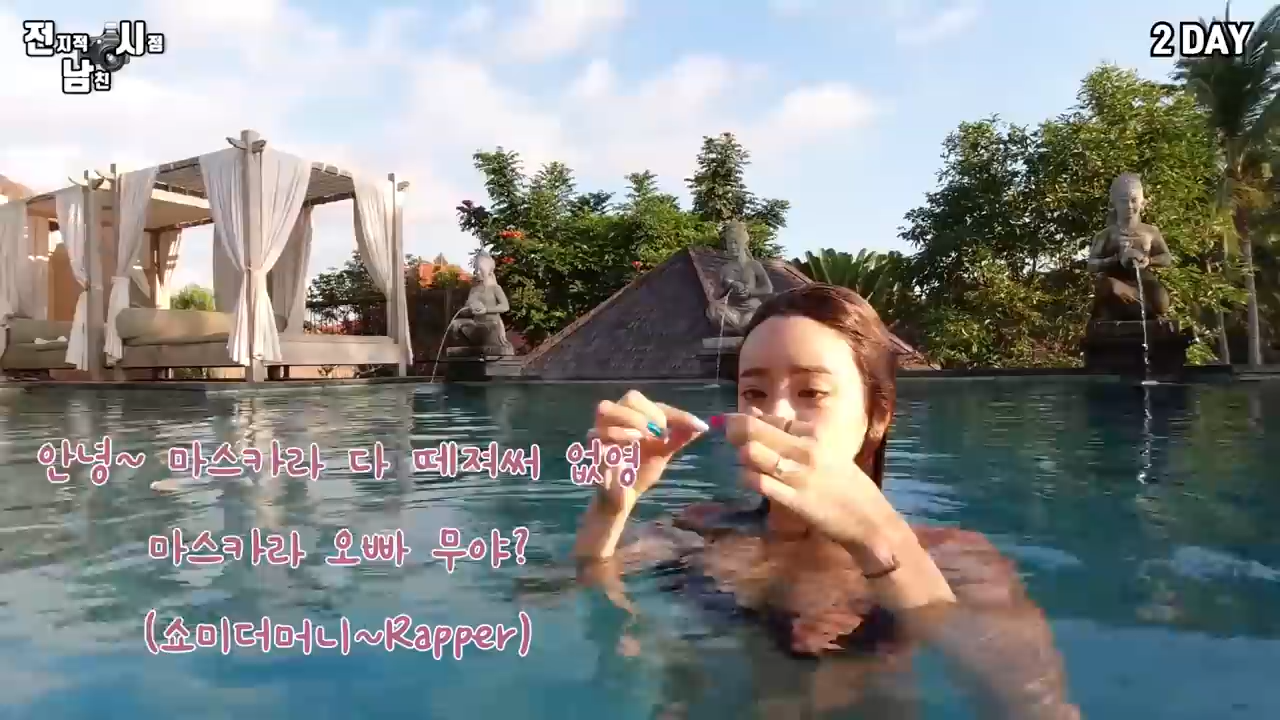 전지적 시점
남친
2 DAY
안녕~ 마스카라 다 떼져써 없영
마스카라 오빠 무야?
(쇼미더머니~Rapper)